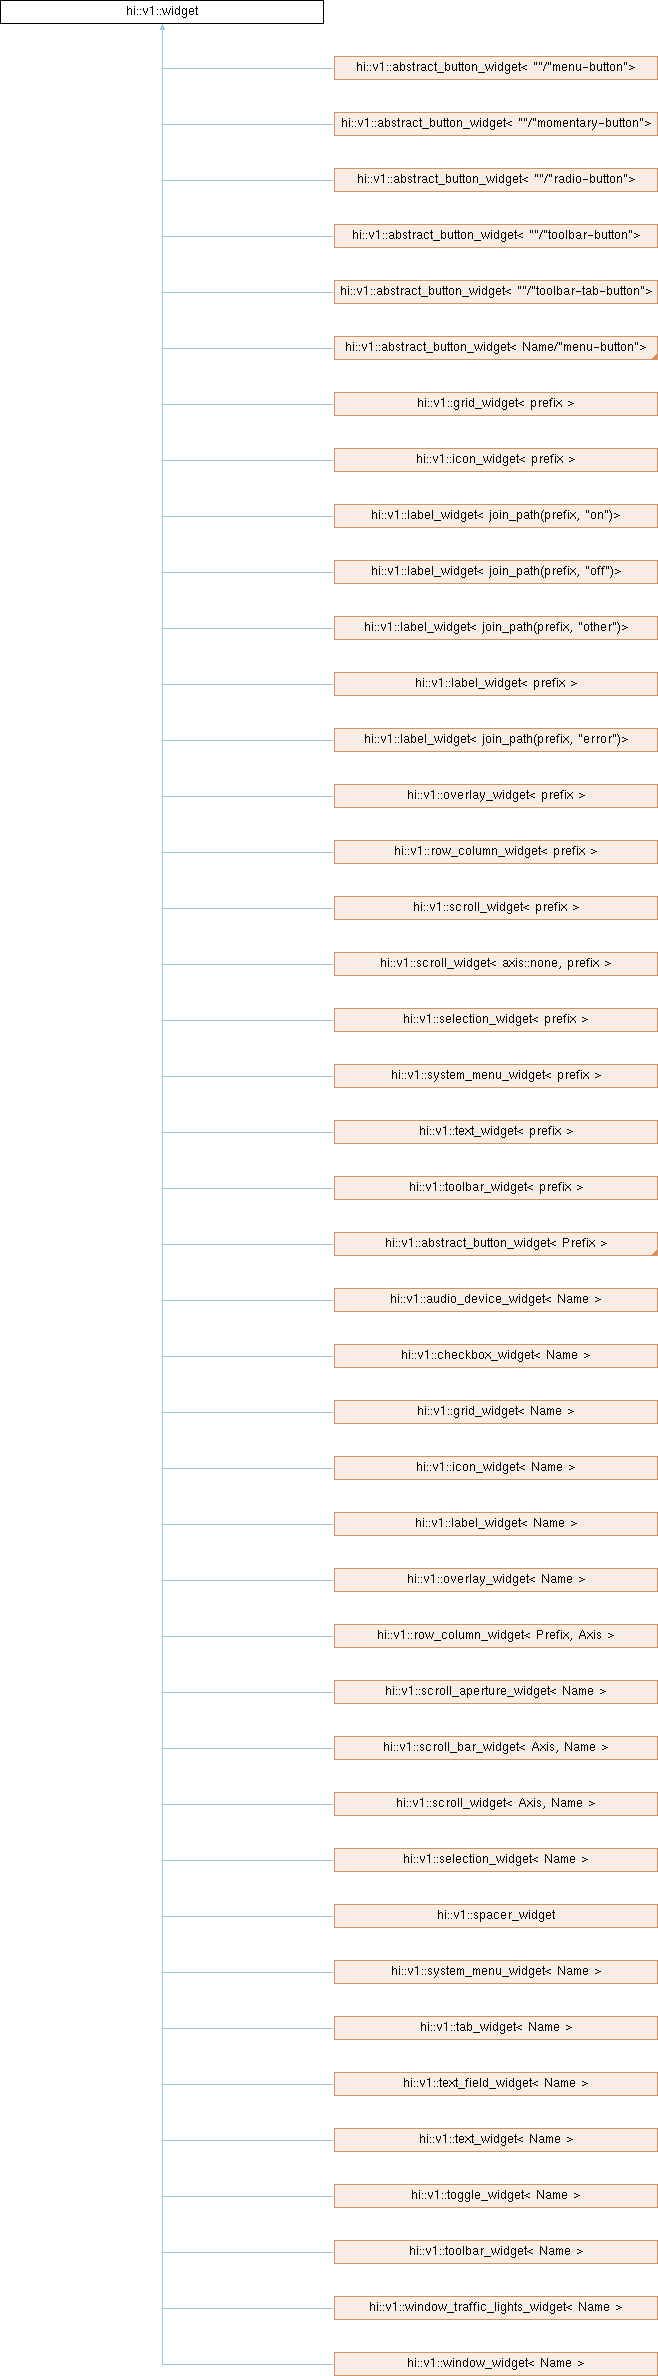 hi::v1::widget
hi::v1::abstract_button_widget< ""/"menu-button">
hi::v1::abstract_button_widget< ""/"momentary-button">
hi::v1::abstract_button_widget< ""/"radio-button">
hi::v1::abstract_button_widget< ""/"toolbar-button">
hi::v1::abstract_button_widget< ""/"toolbar-tab-button">
hi::v1::abstract_button_widget< Name/"menu-button">
hi::v1::grid_widget< prefix >
hi::v1::icon_widget< prefix >
hi::v1::label_widget< join_path(prefix, "on")>
hi::v1::label_widget< join_path(prefix, "off")>
hi::v1::label_widget< join_path(prefix, "other")>
hi::v1::label_widget< prefix >
hi::v1::label_widget< join_path(prefix, "error")>
hi::v1::overlay_widget< prefix >
hi::v1::row_column_widget< prefix >
hi::v1::scroll_widget< prefix >
hi::v1::scroll_widget< axis::none, prefix >
hi::v1::selection_widget< prefix >
hi::v1::system_menu_widget< prefix >
hi::v1::text_widget< prefix >
hi::v1::toolbar_widget< prefix >
hi::v1::abstract_button_widget< Prefix >
hi::v1::audio_device_widget< Name >
hi::v1::checkbox_widget< Name >
hi::v1::grid_widget< Name >
hi::v1::icon_widget< Name >
hi::v1::label_widget< Name >
hi::v1::overlay_widget< Name >
hi::v1::row_column_widget< Prefix, Axis >
hi::v1::scroll_aperture_widget< Name >
hi::v1::scroll_bar_widget< Axis, Name >
hi::v1::scroll_widget< Axis, Name >
hi::v1::selection_widget< Name >
hi::v1::spacer_widget
hi::v1::system_menu_widget< Name >
hi::v1::tab_widget< Name >
hi::v1::text_field_widget< Name >
hi::v1::text_widget< Name >
hi::v1::toggle_widget< Name >
hi::v1::toolbar_widget< Name >
hi::v1::window_traffic_lights_widget< Name >
hi::v1::window_widget< Name >